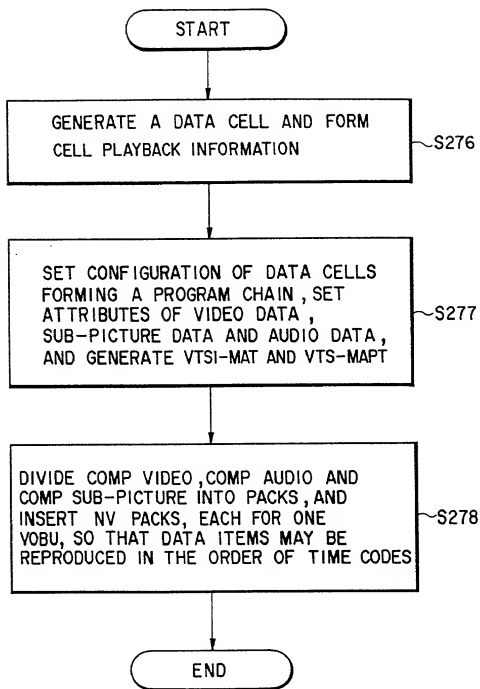 START
GENERATE A DATA CELL AND FORM
CELL PLAYBACK INFORMATION
S276
SET CONFIGURATION OF DATA CELLS
FORMING A PROGRAM CHAIN, SET
ATTRIBUTES OF VIDEO DATA,
SUB-PICTURE DATA AND AUDIO DATA,
AND GENERATE VTSI-MAT AND VTS-MAPT
S277
DIVIDE COMP VIDEO, COMP AUDIO AND
COMP SUB-PICTURE INTO PACKS, AND
INSERT NV PACKS, EACH FOR ONE
VOBU, SO THAT DATA ITEMS MAY BE
REPRODUCED IN THE ORDER OF TIME CODES
S278
END